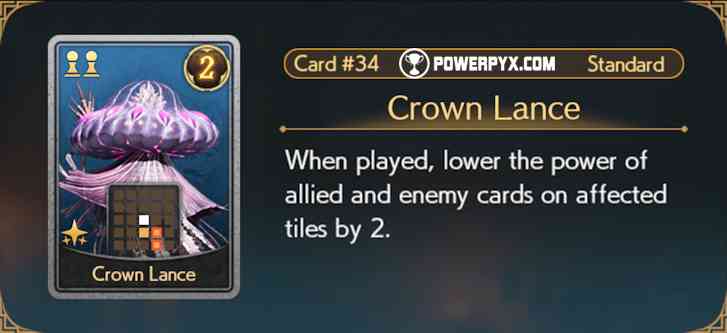 2
Crown Lance
Card #34 POWERPYX.COM Standard
Crown Lance
When played, lower the power of
allied and enemy cards on affected
tiles by 2.